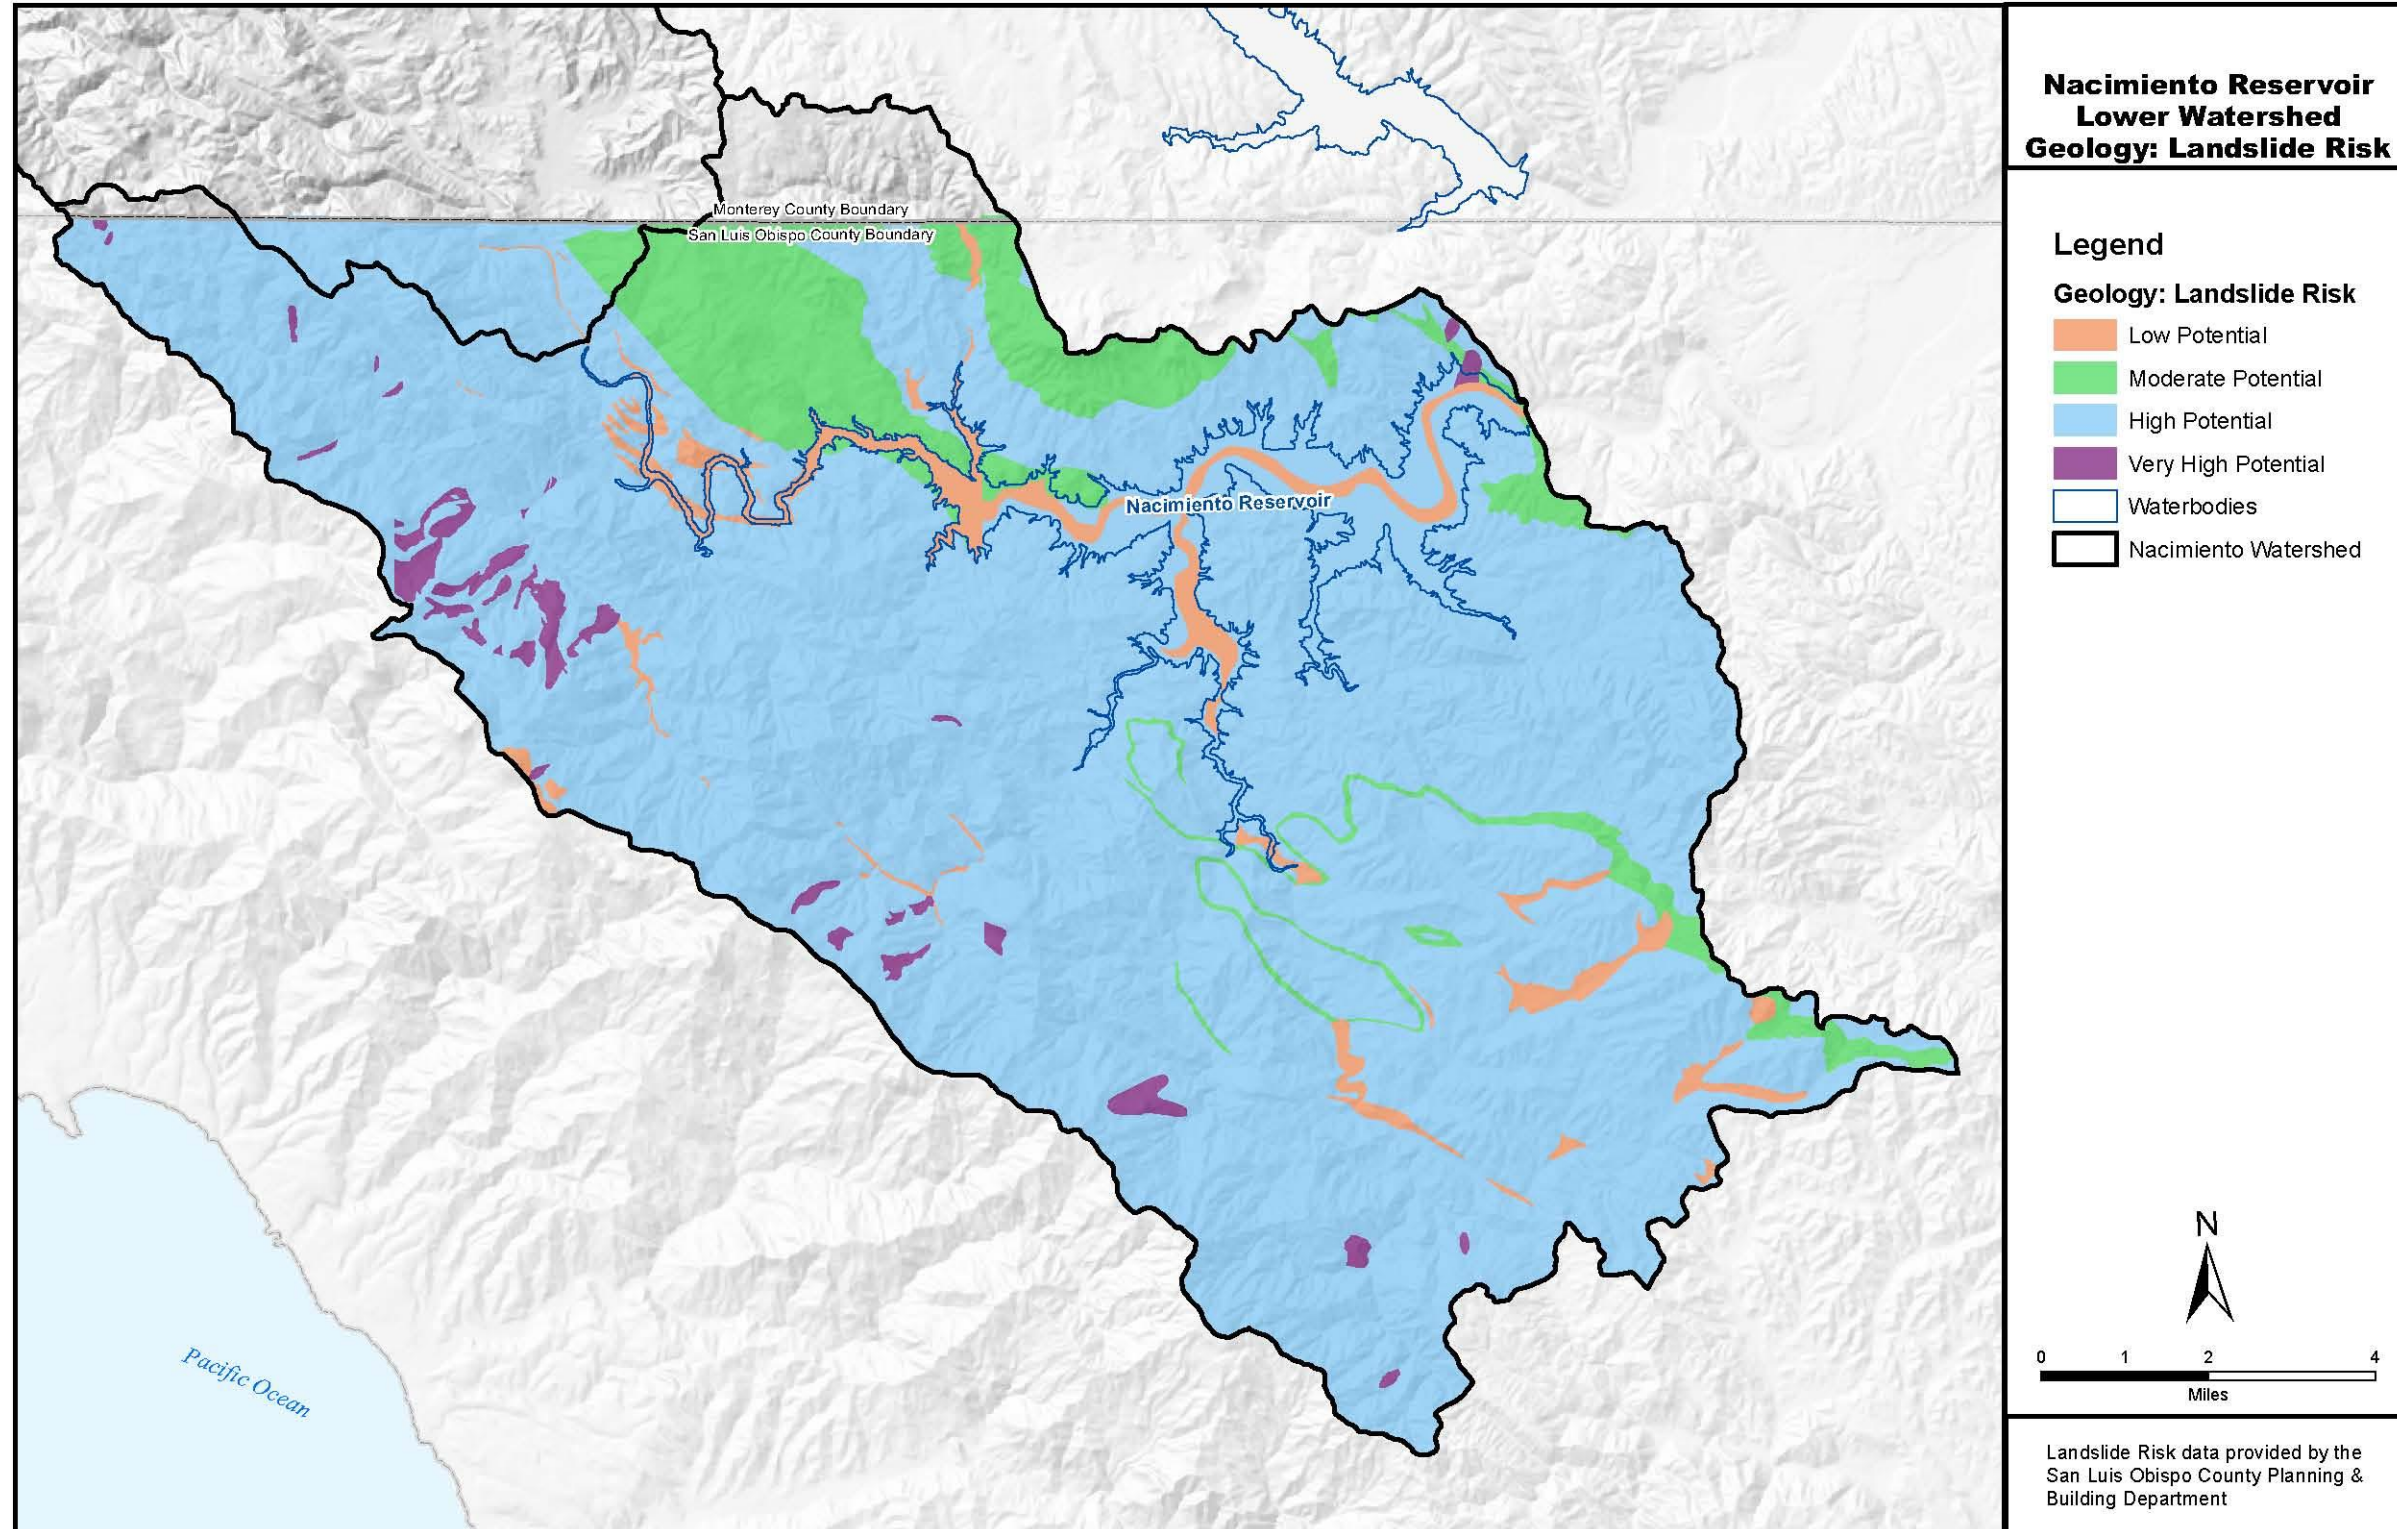 Nacimiento Reservoir
Lower Watershed
Geology: Landslide Risk
Legend
Geology: Landslide Risk
Low Potential
Moderate Potential
High Potential
Very High Potential
Waterbodies
Nacimiento Watershed
Monterey County Boundary
San Luis Obispo County Boundary
Nacimiento Reservoir
Pacific Ocean
N
0 1 2 4
Miles
Landslide Risk data provided by the
San Luis Obispo County Planning &
Building Department